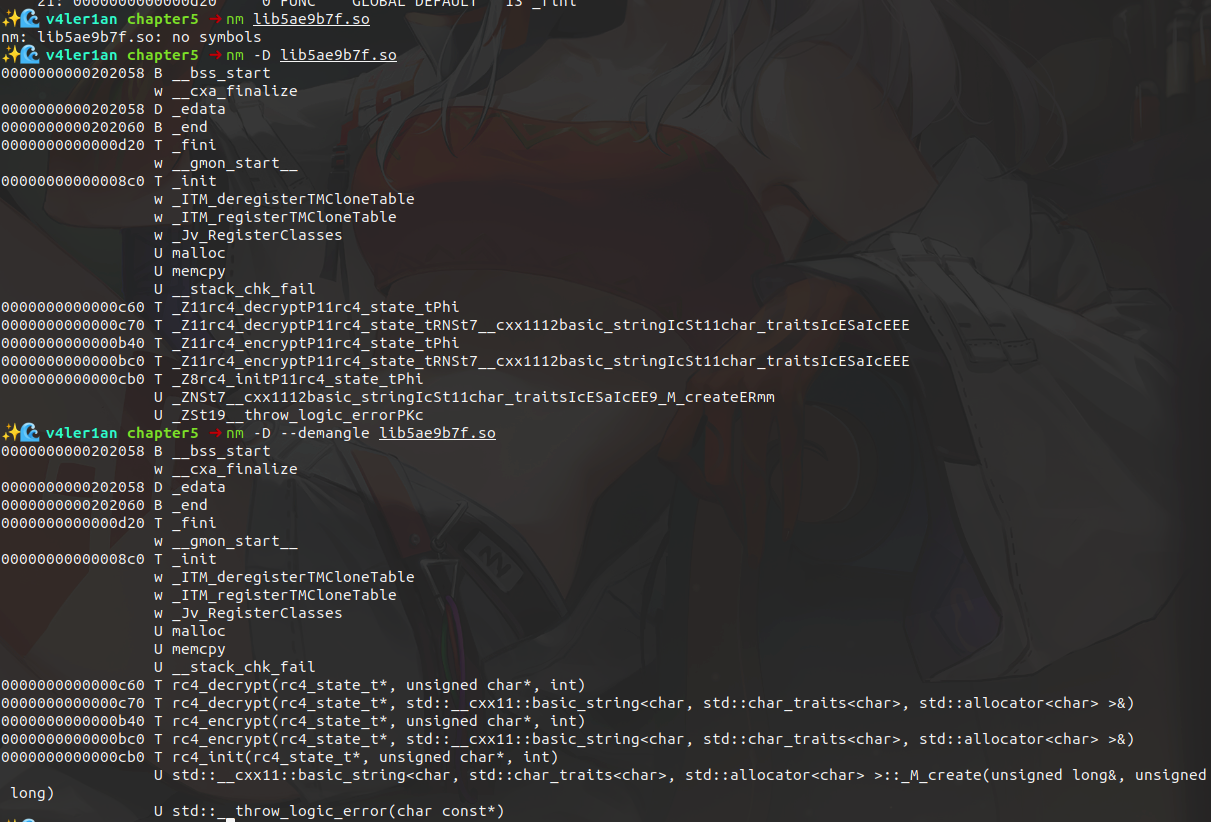 21: 0000000000000d20     0 FUNC    GLOBAL DEFAULT   13 _fini
✨🌊 v4ler1an chapter5 → nm lib5ae9b7f.so
nm: lib5ae9b7f.so: no symbols
✨🌊 v4ler1an chapter5 → nm -D lib5ae9b7f.so
0000000000202058 B __bss_start
                 w __cxa_finalize
0000000000202058 D _edata
0000000000202060 B _end
0000000000000d20 T _fini
                 w __gmon_start__
00000000000008c0 T _init
                 w _ITM_deregisterTMCloneTable
                 w _ITM_registerTMCloneTable
                 w _Jv_RegisterClasses
                 U malloc
                 U memcpy
                 U __stack_chk_fail
0000000000000c60 T _Z11rc4_decryptP11rc4_state_tPhi
0000000000000c70 T _Z11rc4_decryptP11rc4_state_tRNSt7__cxx1112basic_stringIcSt11char_traitsIcESaIcEEE
0000000000000b40 T _Z11rc4_encryptP11rc4_state_tPhi
0000000000000bc0 T _Z11rc4_encryptP11rc4_state_tRNSt7__cxx1112basic_stringIcSt11char_traitsIcESaIcEEE
0000000000000cb0 T _Z8rc4_initP11rc4_state_tPhi
                 U _ZNSt7__cxx1112basic_stringIcSt11char_traitsIcESaIcEE9_M_createERmm
                 U _ZSt19__throw_logic_errorPKc
✨🌊 v4ler1an chapter5 → nm -D --demangle lib5ae9b7f.so
0000000000202058 B __bss_start
                 w __cxa_finalize
0000000000202058 D _edata
0000000000202060 B _end
0000000000000d20 T _fini
                 w __gmon_start__
00000000000008c0 T _init
                 w _ITM_deregisterTMCloneTable
                 w _ITM_registerTMCloneTable
                 w _Jv_RegisterClasses
                 U malloc
                 U memcpy
                 U __stack_chk_fail
0000000000000c60 T rc4_decrypt(rc4_state_t*, unsigned char*, int)
0000000000000c70 T rc4_decrypt(rc4_state_t*, std::__cxx11::basic_string<char, std::char_traits<char>, std::allocator<char> >&)
0000000000000b40 T rc4_encrypt(rc4_state_t*, unsigned char*, int)
0000000000000bc0 T rc4_encrypt(rc4_state_t*, std::__cxx11::basic_string<char, std::char_traits<char>, std::allocator<char> >&)
0000000000000cb0 T rc4_init(rc4_state_t*, unsigned char*, int)
                 U std::__cxx11::basic_string<char, std::char_traits<char>, std::allocator<char> >::_M_create(unsigned long&, unsigned
 long)
                 U std::__throw_logic_error(char const*)